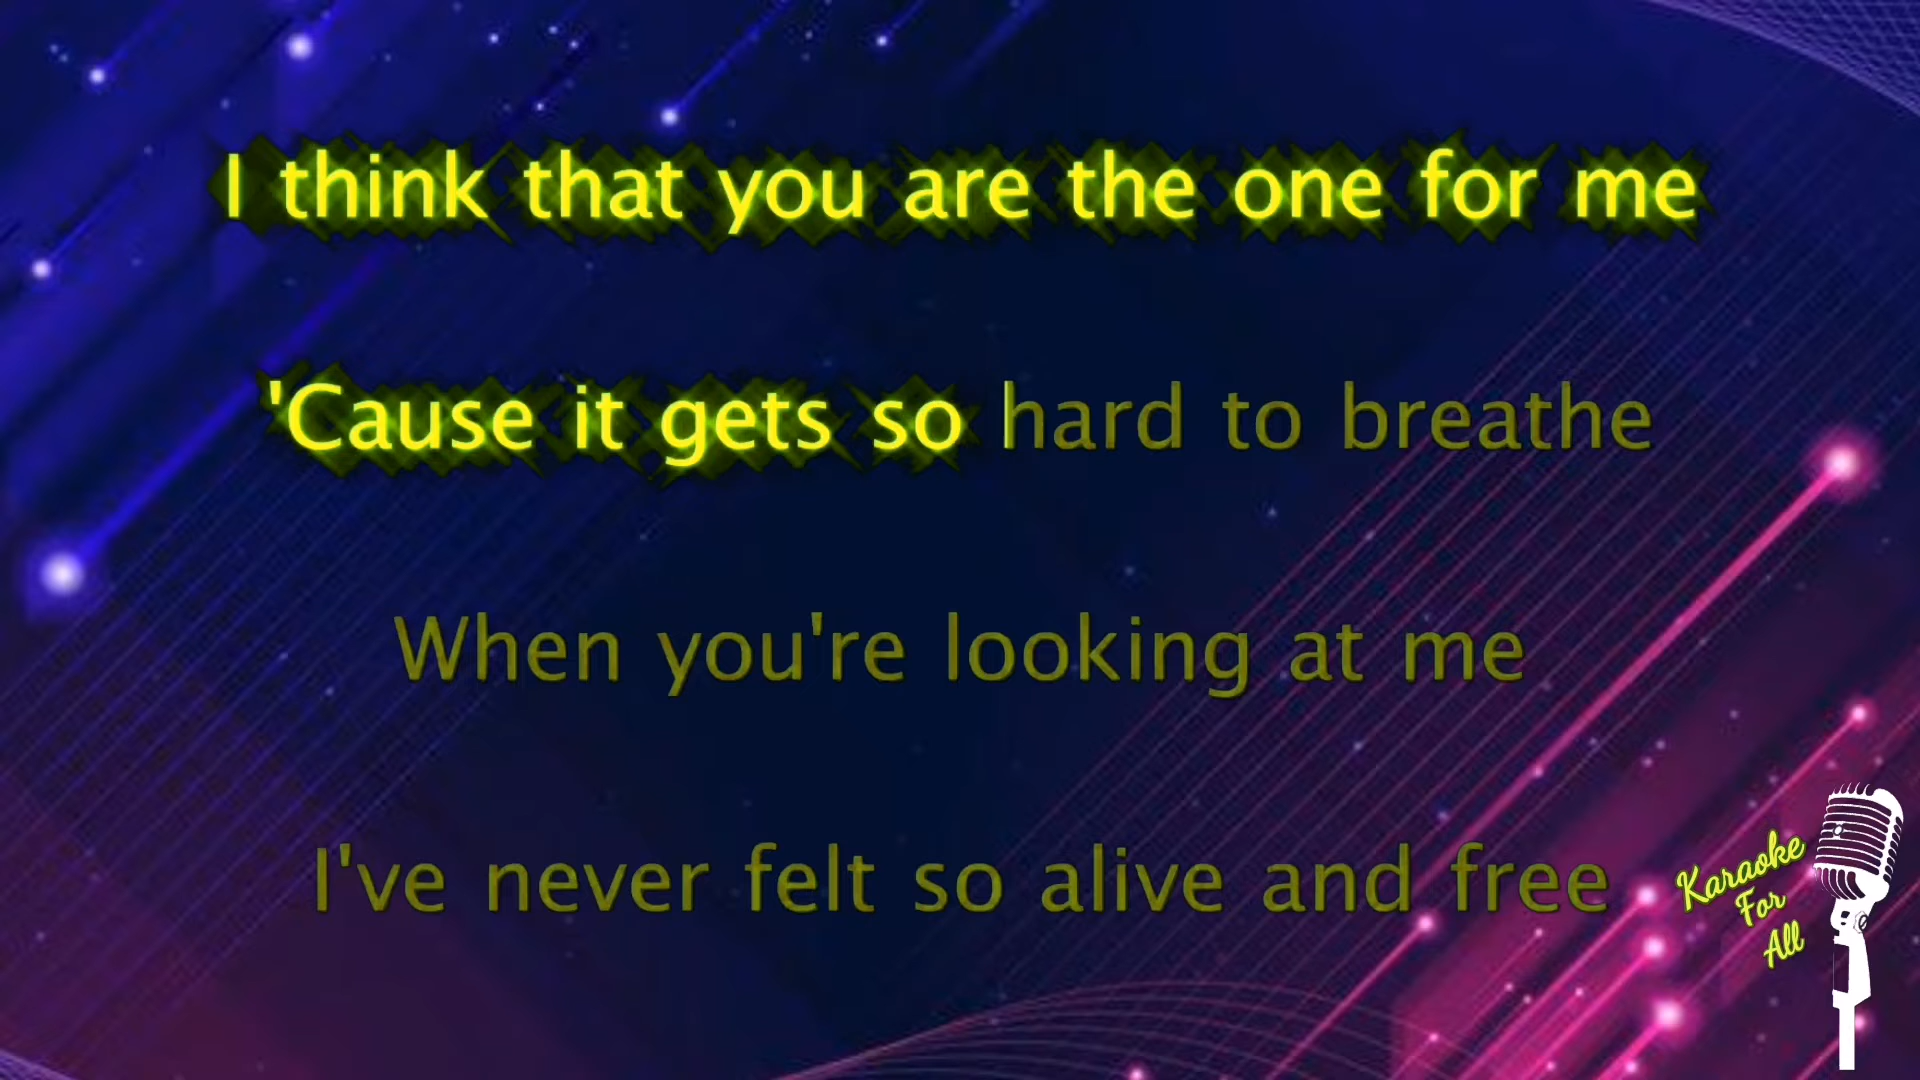 I think that you are the one for me
'Cause it gets so hard to breathe
When you're looking at me
I've never felt so alive and free
Karaoke
For
All